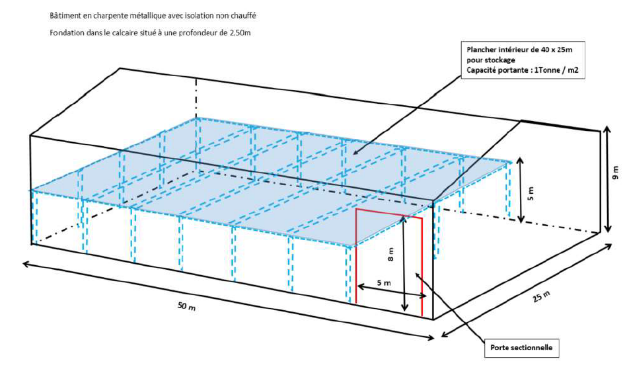 Bâtiment en charpente métallique avec isolation non chauffé
Fondation dans le calcaire situé à une profondeur de 2.50m
Plancher intérieur de 40 x 25m
pour stockage
Capacité portante : 1Tonne / m2
9 m
5 m
8 m
5 m
50 m
25 m
Porte sectionnelle